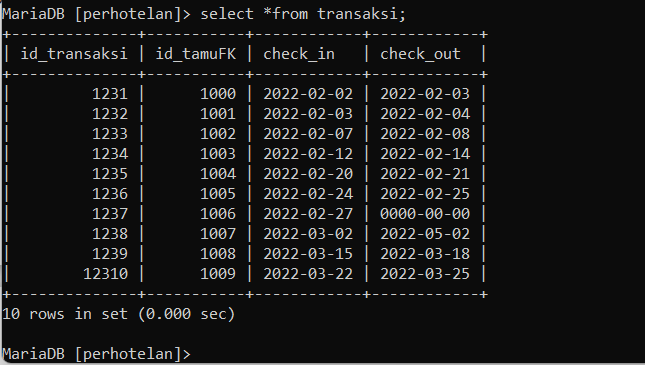 MariaDB [perhotelan]> select *from transaksi;
+--------------+-----------+------------+------------+
| id_transaksi | id_tamuFK | check_in   | check_out  |
+--------------+-----------+------------+------------+
|         1231 |      1000 | 2022-02-02 | 2022-02-03 |
|         1232 |      1001 | 2022-02-03 | 2022-02-04 |
|         1233 |      1002 | 2022-02-07 | 2022-02-08 |
|         1234 |      1003 | 2022-02-12 | 2022-02-14 |
|         1235 |      1004 | 2022-02-20 | 2022-02-21 |
|         1236 |      1005 | 2022-02-24 | 2022-02-25 |
|         1237 |      1006 | 2022-02-27 | 0000-00-00 |
|         1238 |      1007 | 2022-03-02 | 2022-05-02 |
|         1239 |      1008 | 2022-03-15 | 2022-03-18 |
|        12310 |      1009 | 2022-03-22 | 2022-03-25 |
+--------------+-----------+------------+------------+
10 rows in set (0.000 sec)
MariaDB [perhotelan]>